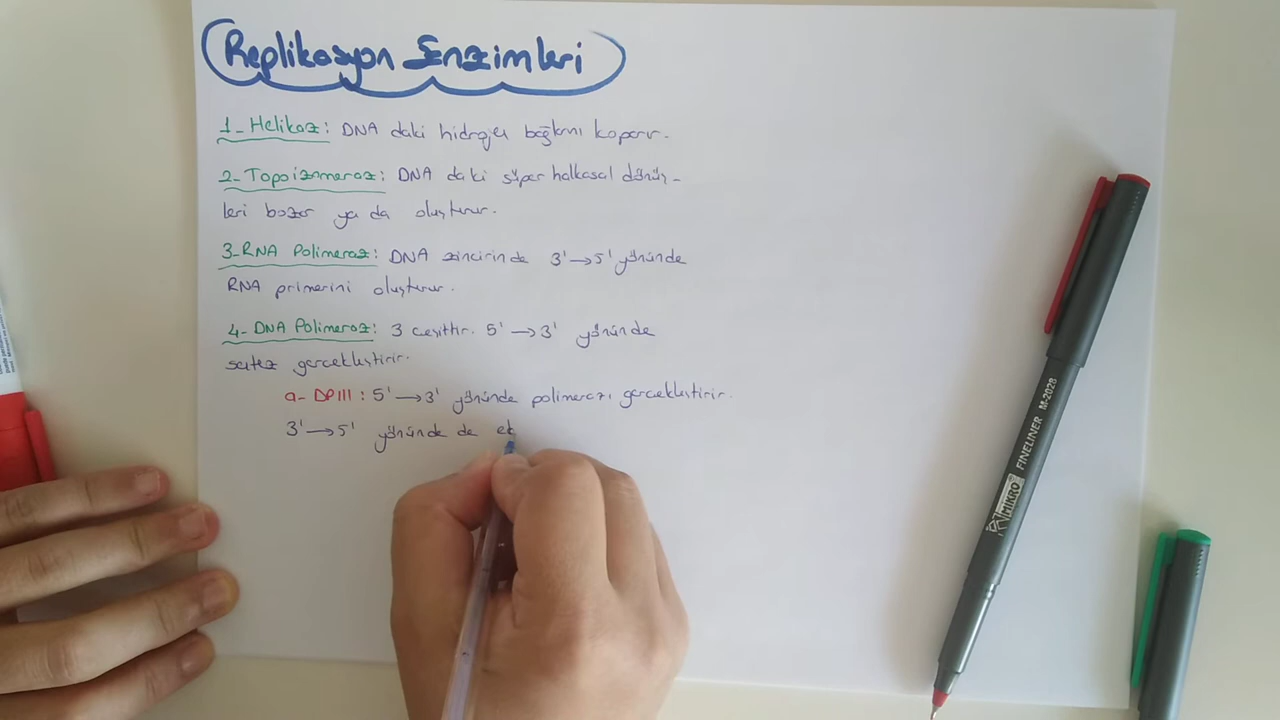 Replikasyon Enzimleri
1- Helikaz: DNA daki hidrojen bağlarını koparır.
2- Topoizomeraz: DNA daki süper halkasal dönüş-
leri bozar ya da oluşturur.
3- RNA Polimeraz: DNA zincirinde 3' → 5' yönünde
RNA primerini oluşturur.
4- DNA Polimeraz: 3 çeşittir. 5' → 3' yönünde
sentez gerçekleştirir.
a- DPIII: 5' → 3' yönünde polimerazı gerçekleştirir.
3' → 5' yönünde de ek
MIKRO FINELINER M-2028